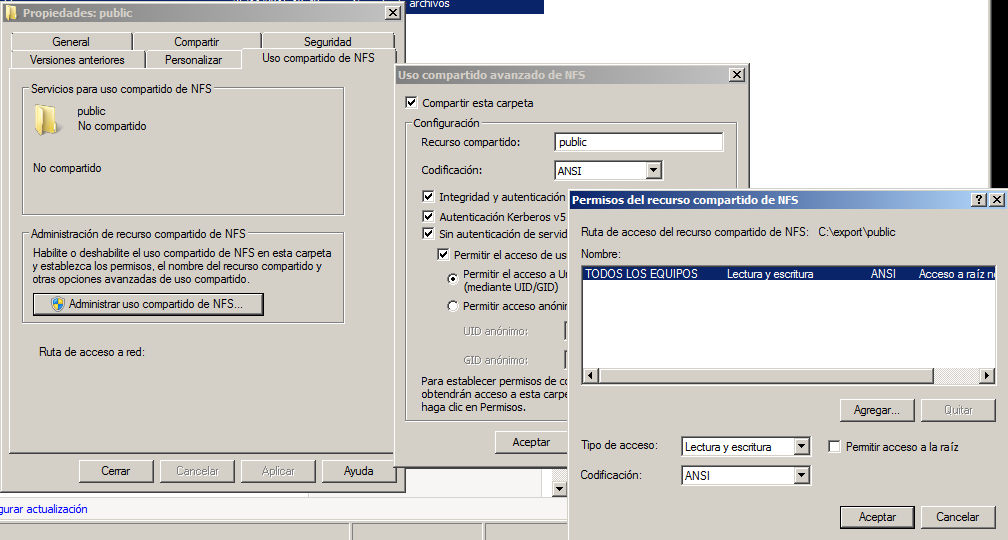 archivos
Propiedades: public
General Compartir Seguridad
Versiones anteriores Personalizar Uso compartido de NFS
Servicios para uso compartido de NFS
public
No compartido
No compartido
Administración de recurso compartido de NFS
Habilite o deshabilite el uso compartido de NFS en esta carpeta
y establezca los permisos, el nombre del recurso compartido y
otras opciones avanzadas de uso compartido.
Administrar uso compartido de NFS...
Ruta de acceso a red:
Cerrar Cancelar Aplicar Ayuda
Uso compartido avanzado de NFS
Compartir esta carpeta
Configuración
Recurso compartido: public
Codificación: ANSI
Integridad y autenticación
Autenticación Kerberos v5
Sin autenticación de servid
Permitir el acceso de us
Permitir el acceso a U
(mediante UID/GID)
Permitir acceso anóni
UID anónimo:
GID anónimo:
Para establecer permisos de c
obtendrán acceso a esta carpe
haga clic en Permisos.
Aceptar
Permisos del recurso compartido de NFS
Ruta de acceso del recurso compartido de NFS: C:\export\public
Nombre:
TODOS LOS EQUIPOS Lectura y escritura ANSI Acceso a raíz n
Agregar... Quitar
Tipo de acceso: Lectura y escritura Permitir acceso a la raíz
Codificación: ANSI
Aceptar Cancelar
gurar actualización